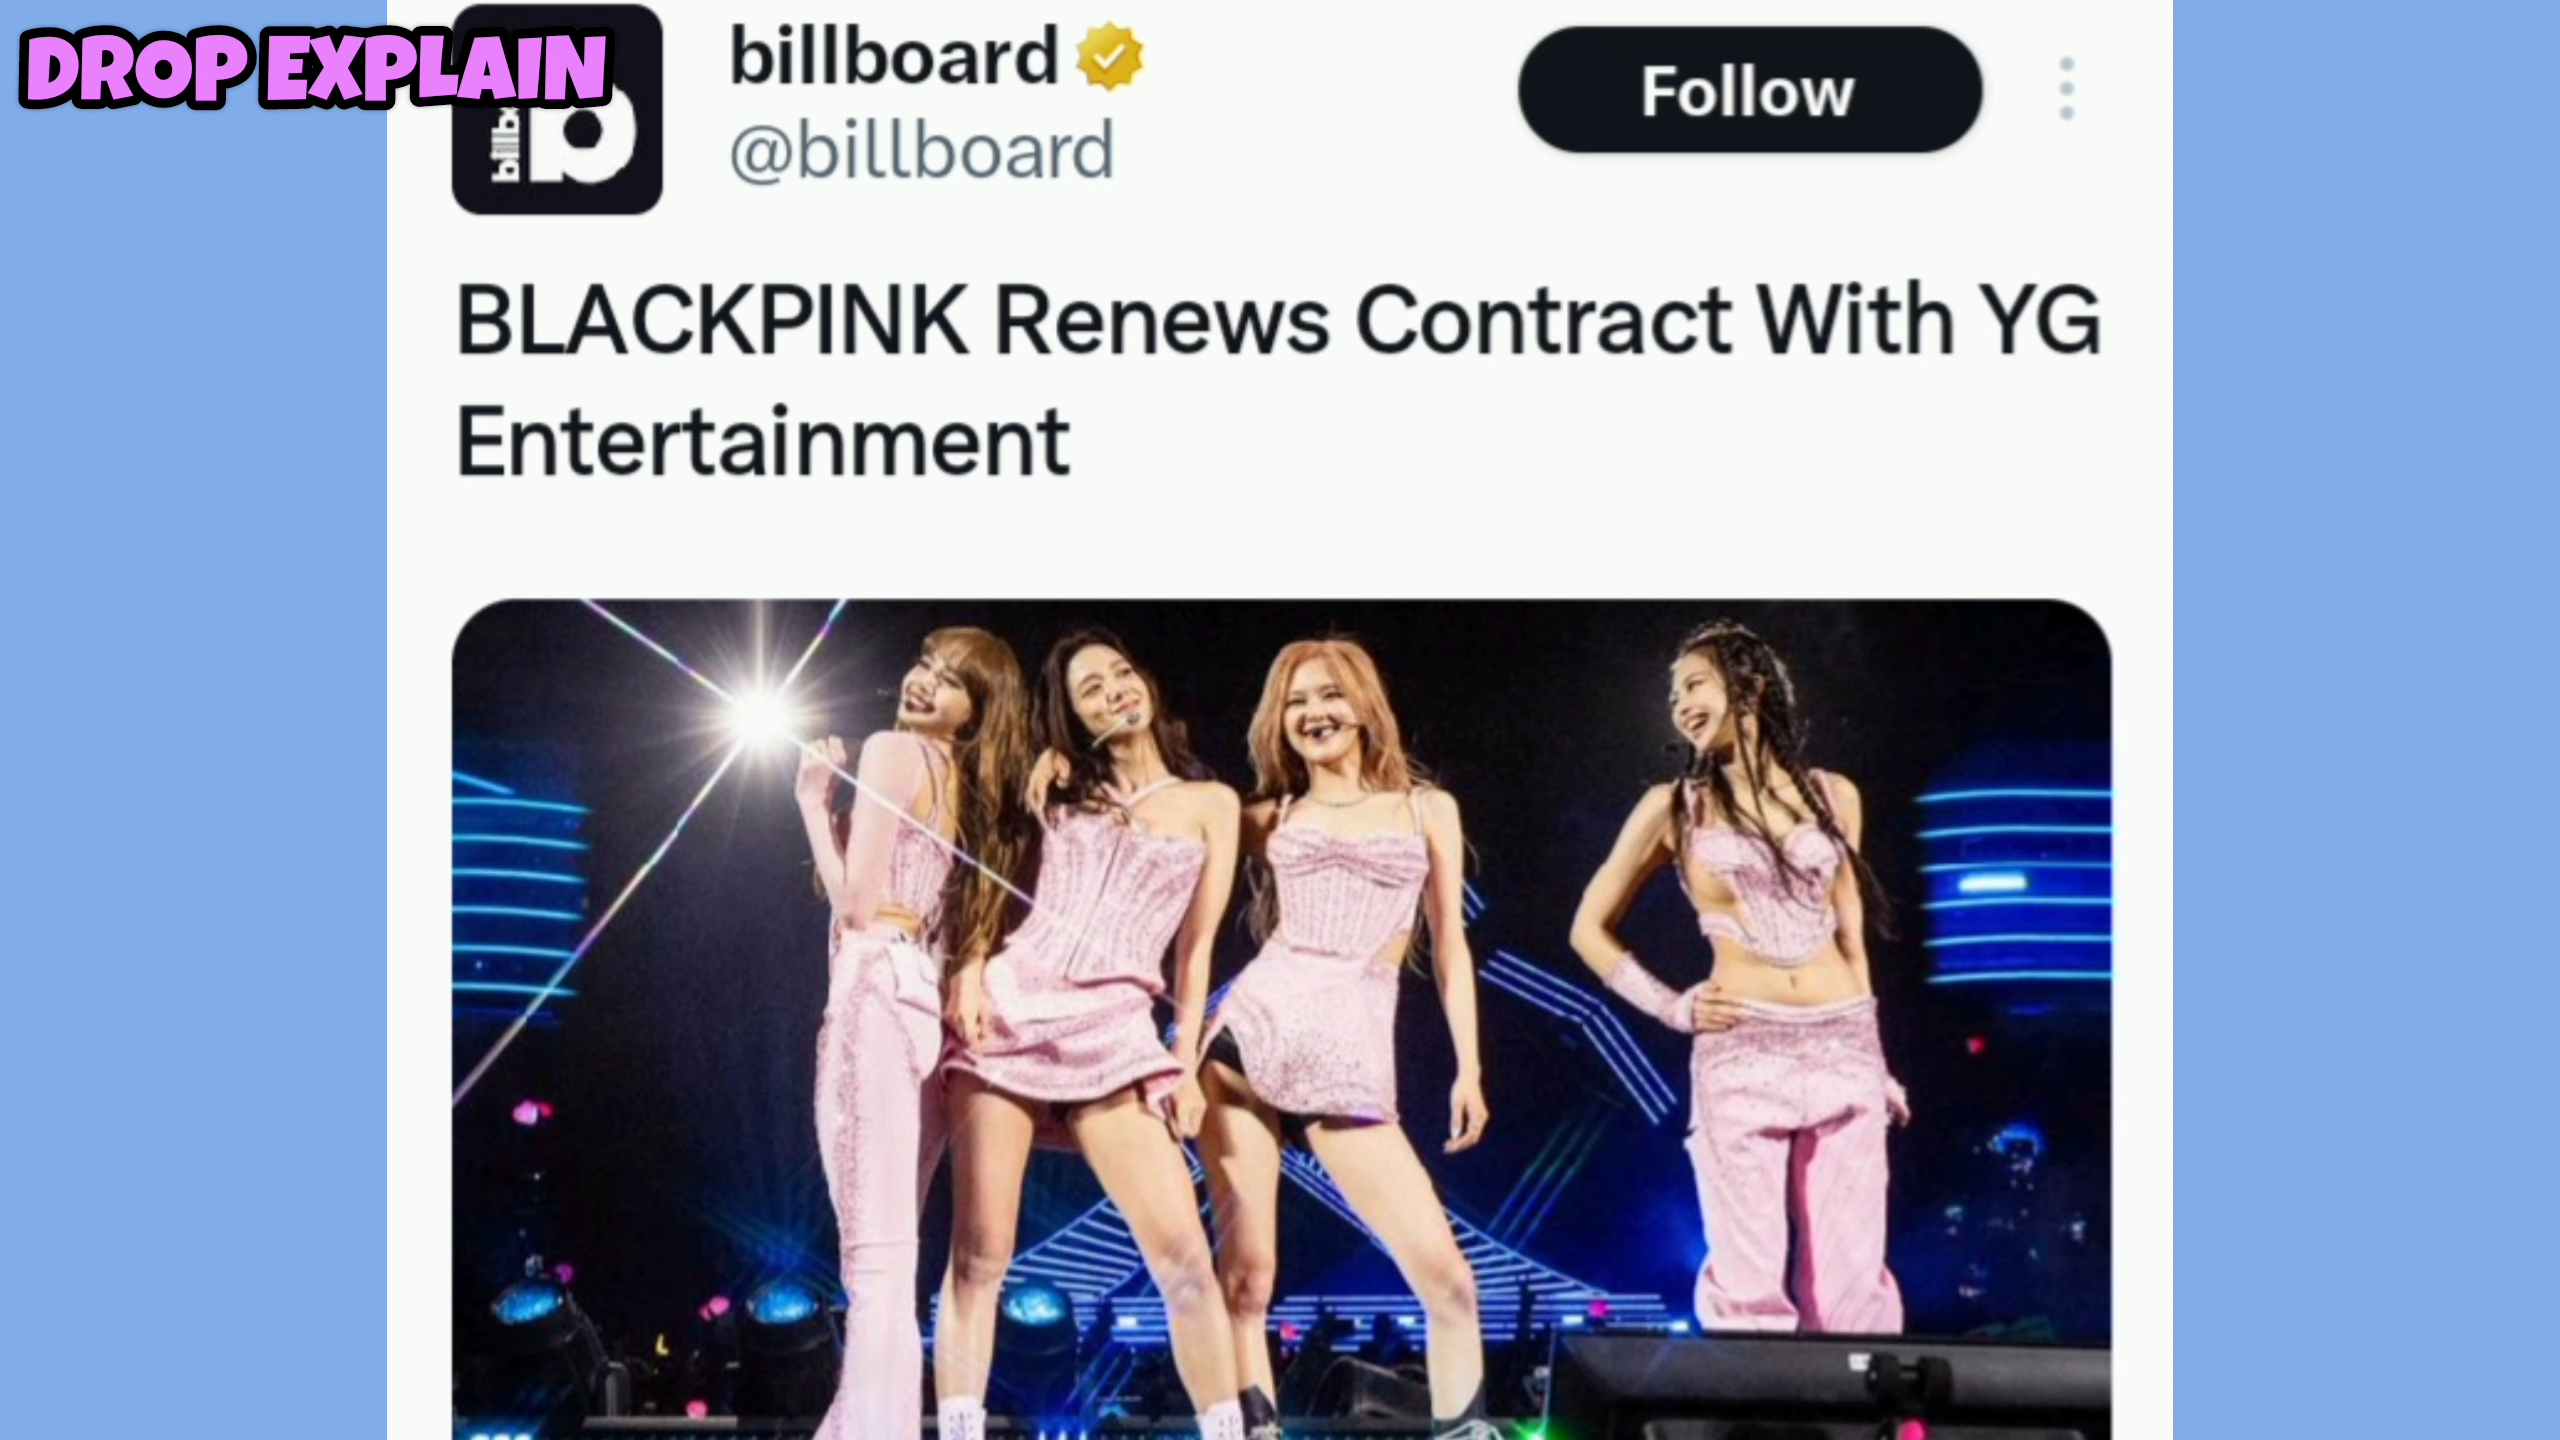 DROP EXPLAIN
billboard
@billboard
Follow
BLACKPINK Renews Contract With YG
Entertainment